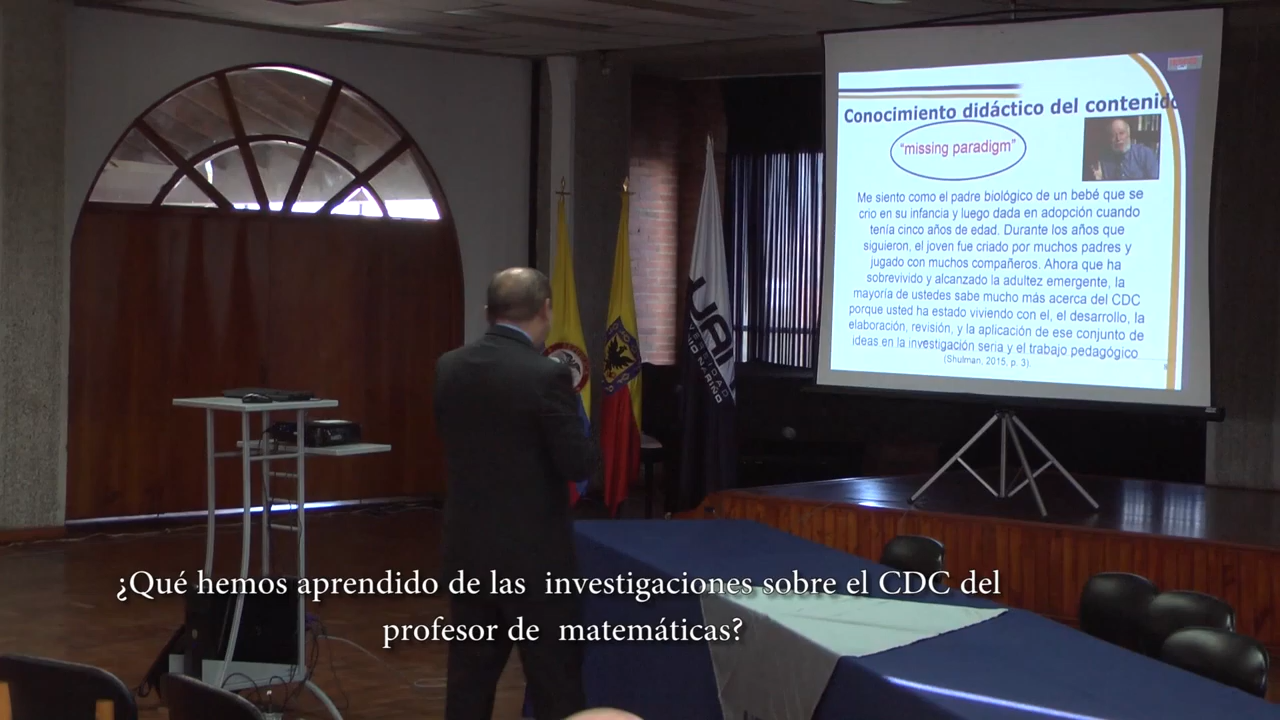 Conocimiento didáctico del contenido
“missing paradigm”
Me siento como el padre biológico de un bebé que se
crio en su infancia y luego dada en adopción cuando
tenía cinco años de edad. Durante los años que
siguieron, el joven fue criado por muchos padres y
jugado con muchos compañeros. Ahora que ha
sobrevivido y alcanzado la adultez emergente, la
mayoría de ustedes sabe mucho más acerca del CDC
porque usted ha estado viviendo con el, el desarrollo, la
elaboración, revisión, y la aplicación de ese conjunto de
ideas en la investigación seria y el trabajo pedagógico
(Shulman, 2015, p. 3).
¿Qué hemos aprendido de las investigaciones sobre el CDC del
profesor de matemáticas?